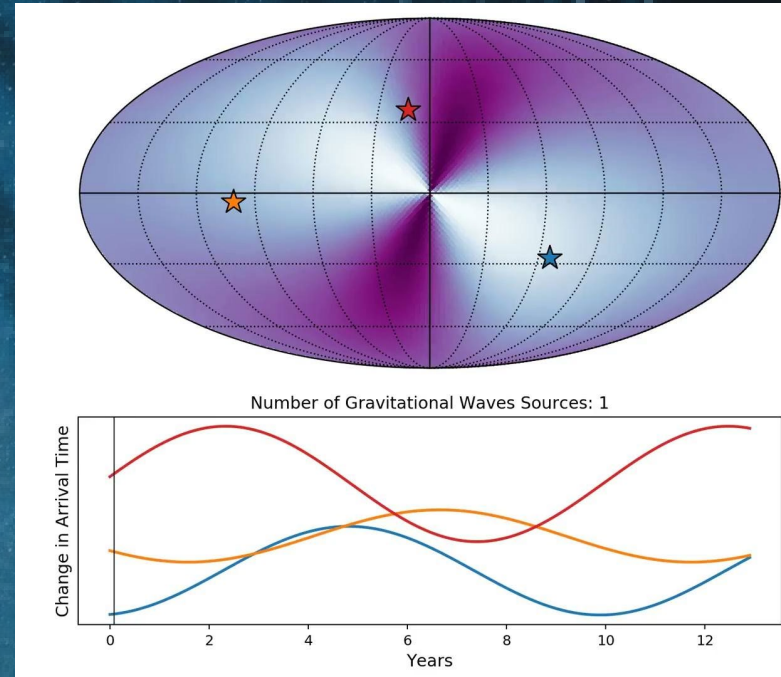 Number of Gravitational Waves Sources: 1
Change in Arrival Time
0 2 4 6 8 10 12
Years